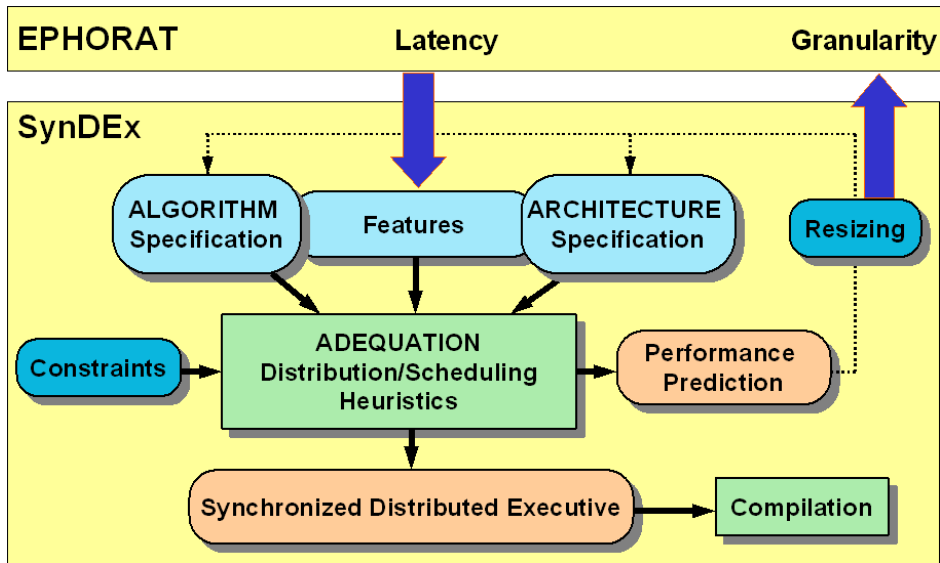 EPHORAT Latency Granularity
SynDEx
ALGORITHM
Specification
Features
ARCHITECTURE
Specification
Resizing
Constraints
ADEQUATION
Distribution/Scheduling
Heuristics
Performance
Prediction
Synchronized Distributed Executive
Compilation